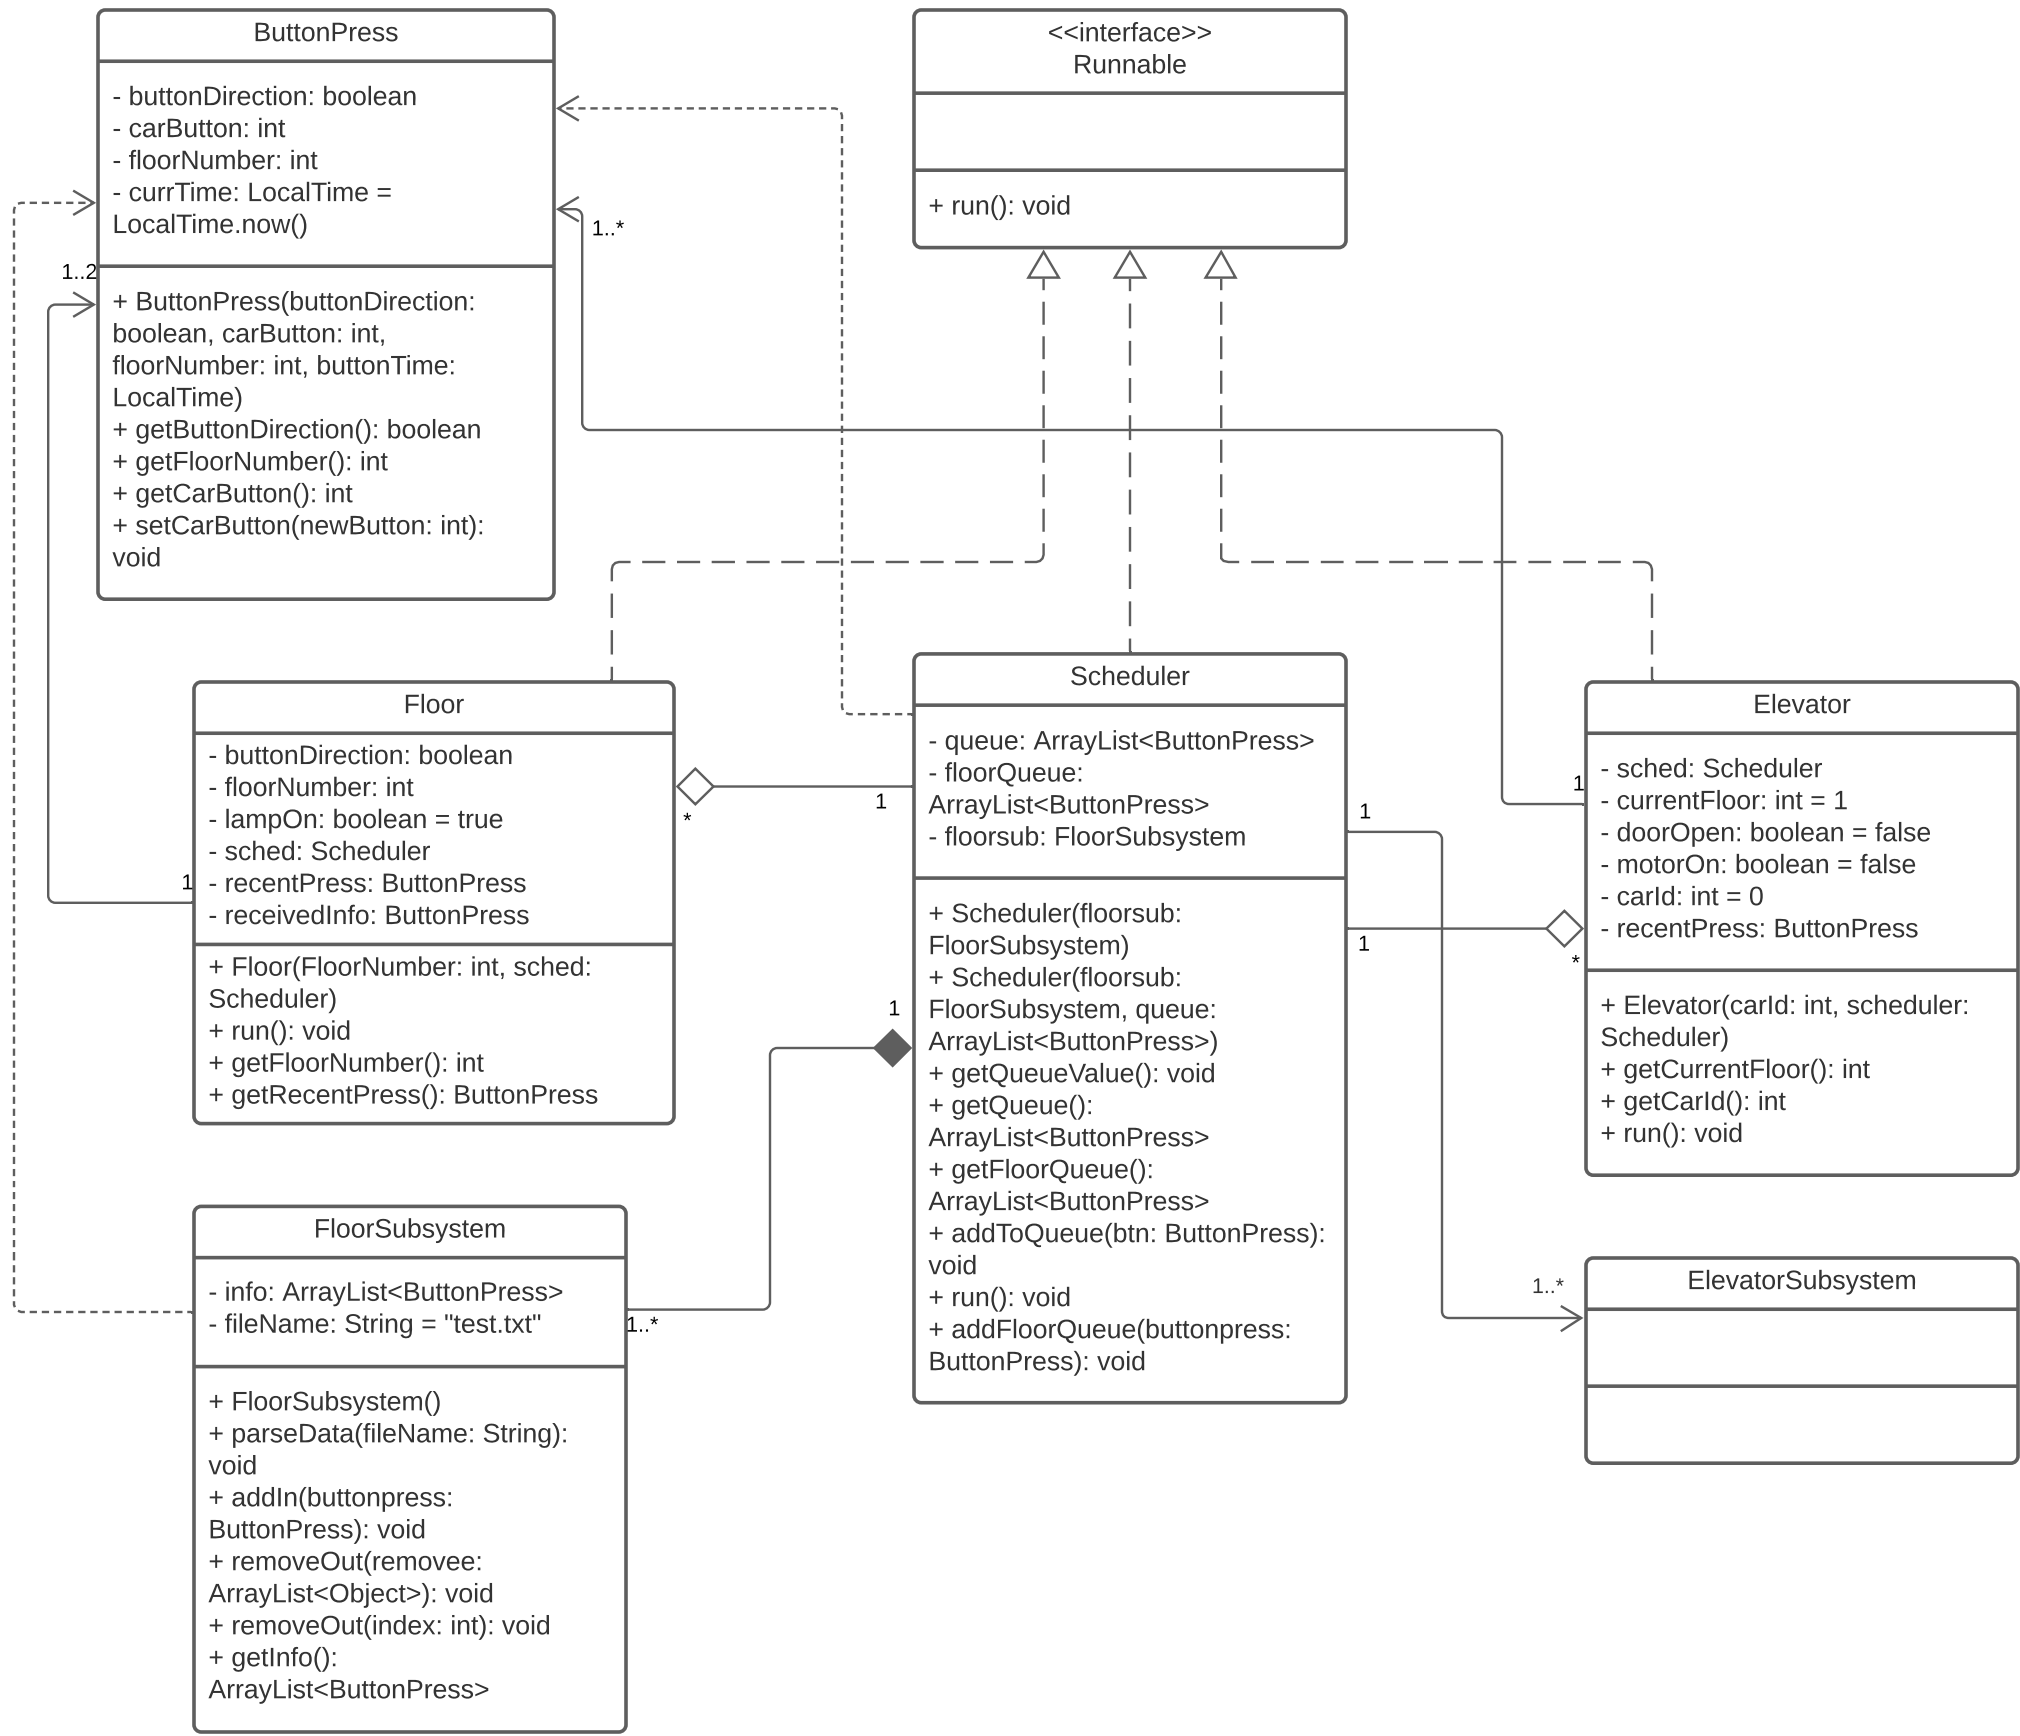 ButtonPress
- buttonDirection: boolean
- carButton: int
- floorNumber: int
- currTime: LocalTime =
LocalTime.now()
+ ButtonPress(buttonDirection:
boolean, carButton: int,
floorNumber: int, buttonTime:
LocalTime)
+ getButtonDirection(): boolean
+ getFloorNumber(): int
+ getCarButton(): int
+ setCarButton(newButton: int):
void
<<interface>>
Runnable
+ run(): void
1..*
1..2
Floor
- buttonDirection: boolean
- floorNumber: int
- lampOn: boolean = true
- sched: Scheduler
- recentPress: ButtonPress
- receivedInfo: ButtonPress
+ Floor(FloorNumber: int, sched:
Scheduler)
+ run(): void
+ getFloorNumber(): int
+ getRecentPress(): ButtonPress
1
*
1
Scheduler
- queue: ArrayList<ButtonPress>
- floorQueue:
ArrayList<ButtonPress>
- floorsub: FloorSubsystem
+ Scheduler(floorsub:
FloorSubsystem)
+ Scheduler(floorsub:
FloorSubsystem, queue:
ArrayList<ButtonPress>)
+ getQueueValue(): void
+ getQueue():
ArrayList<ButtonPress>
+ getFloorQueue():
ArrayList<ButtonPress>
+ addToQueue(btn: ButtonPress):
void
+ run(): void
+ addFloorQueue(buttonpress:
ButtonPress): void
1
1
1
1
*
Elevator
- sched: Scheduler
- currentFloor: int = 1
- doorOpen: boolean = false
- motorOn: boolean = false
- carId: int = 0
- recentPress: ButtonPress
+ Elevator(carId: int, scheduler:
Scheduler)
+ getCurrentFloor(): int
+ getCarId(): int
+ run(): void
FloorSubsystem
- info: ArrayList<ButtonPress>
- fileName: String = "test.txt"
+ FloorSubsystem()
+ parseData(fileName: String):
void
+ addIn(buttonpress:
ButtonPress): void
+ removeOut(removee:
ArrayList<Object>): void
+ removeOut(index: int): void
+ getInfo():
ArrayList<ButtonPress>
1..*
1..*
ElevatorSubsystem